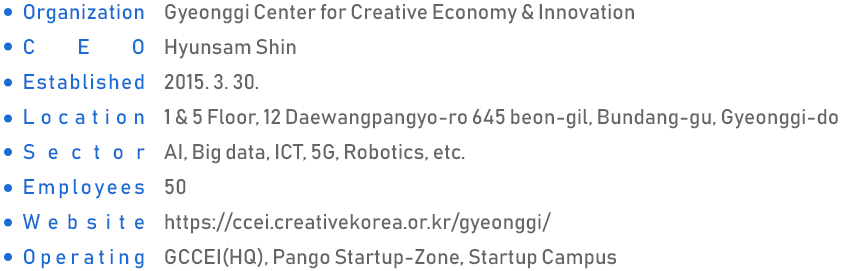 • Organization Gyeonggi Center for Creative Economy & Innovation
• CEO Hyunsam Shin
• Established 2015. 3. 30.
• Location 1 & 5 Floor, 12 Daewangpangyo-ro 645 beon-gil, Bundang-gu, Gyeonggi-do
• Sector AI, Big data, ICT, 5G, Robotics, etc.
• Employees 50
• Website https://ccei.creativekorea.or.kr/gyeonggi/
• Operating GCCEI(HQ), Pango Startup-Zone, Startup Campus